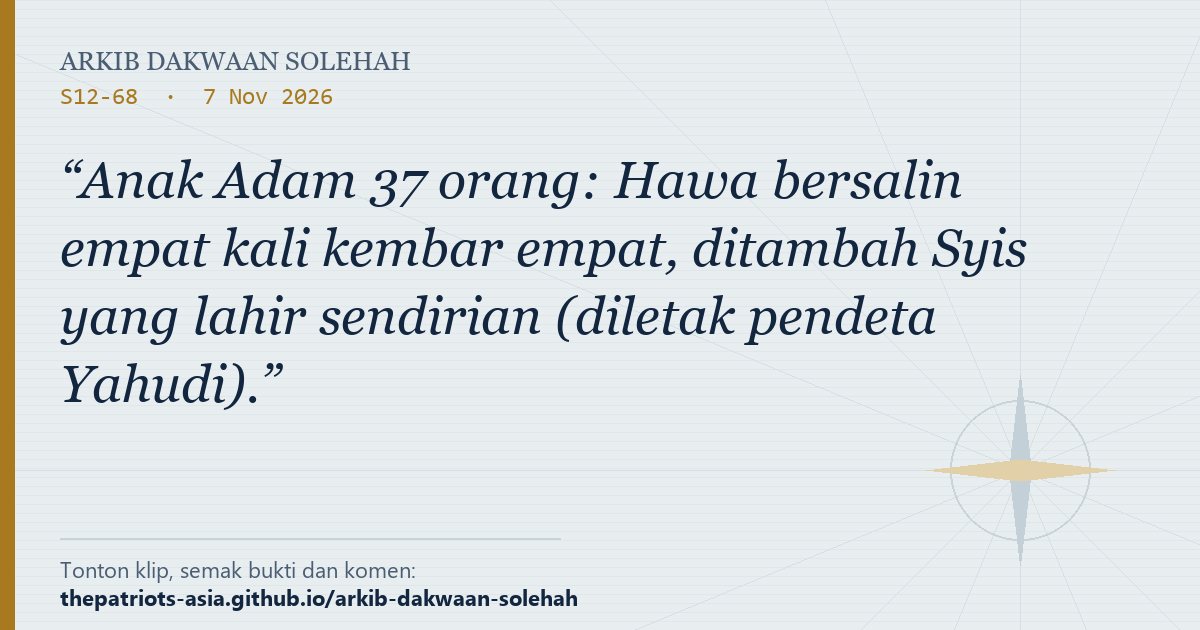 ARKIB DAKWAAN SOLEHAH
S12-68 · 7 Nov 2026
“Anak Adam 37 orang: Hawa bersalin
empat kali kembar empat, ditambah Syis
yang lahir sendirian (diletak pendeta
Yahudi).”
Tonton klip, semak bukti dan komen:
thepatriots-asia.github.io/arkib-dakwaan-solehah